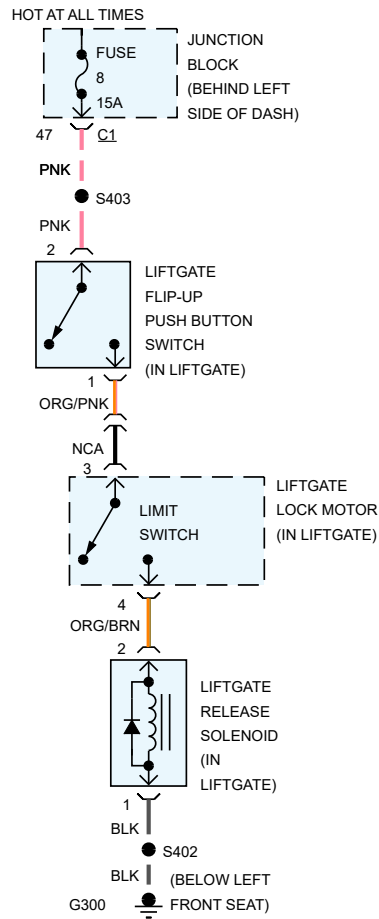 HOT AT ALL TIMES
FUSE
8
15A
JUNCTION
BLOCK
(BEHIND LEFT
SIDE OF DASH)
47
C1
PNK
S403
PNK
2
LIFTGATE
FLIP-UP
PUSH BUTTON
SWITCH
(IN LIFTGATE)
1
ORG/PNK
NCA
3
LIMIT
SWITCH
LIFTGATE
LOCK MOTOR
(IN LIFTGATE)
4
ORG/BRN
2
LIFTGATE
RELEASE
SOLENOID
(IN
LIFTGATE)
1
BLK
S402
BLK
(BELOW LEFT
G300
FRONT SEAT)